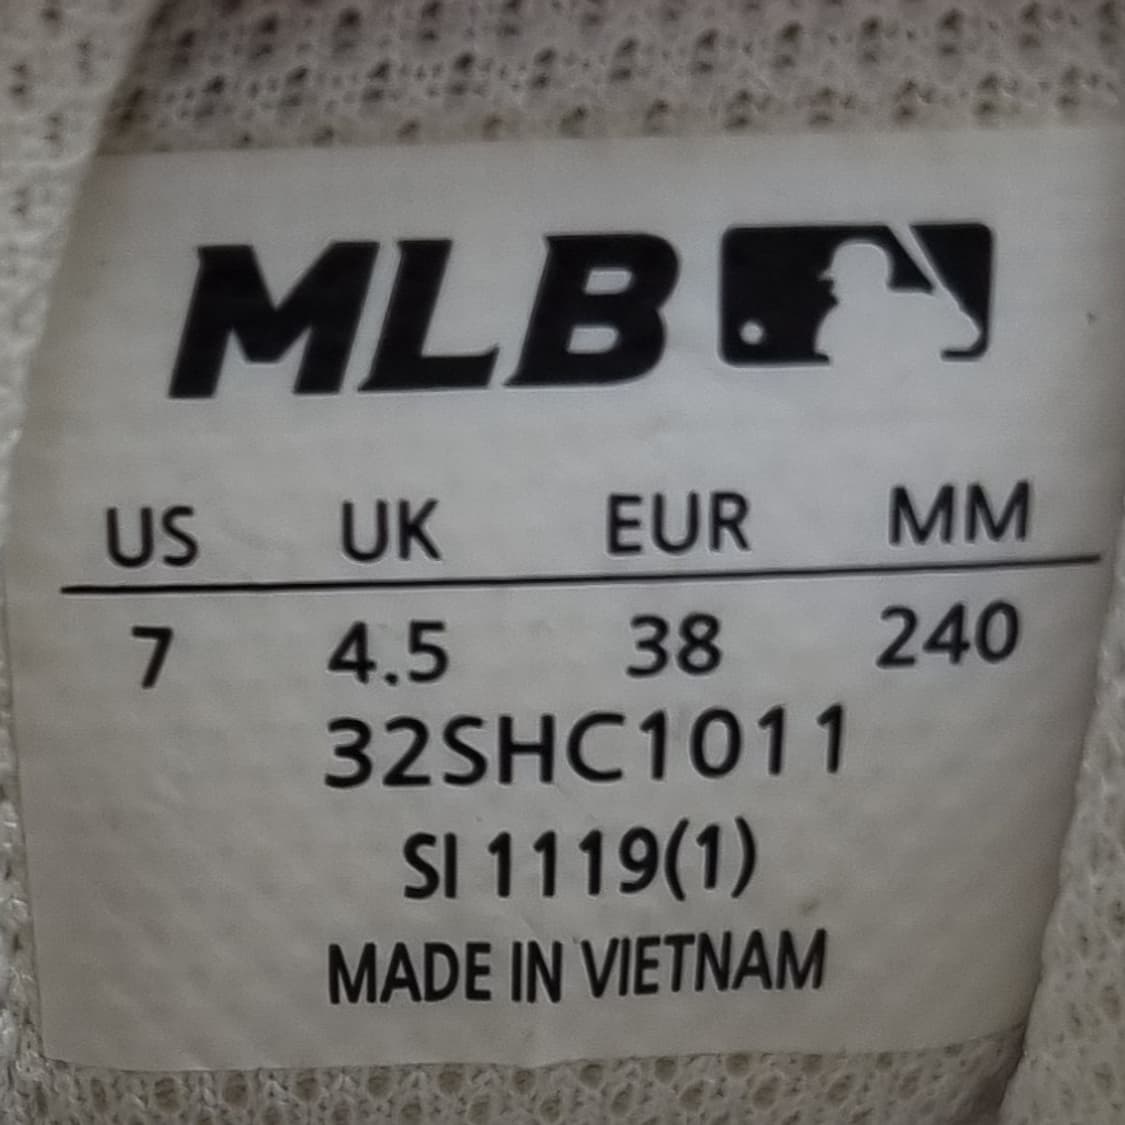 MLB
US UK EUR MM
7 4.5 38 240
32SHC1011
SI 1119(1)
MADE IN VIETNAM